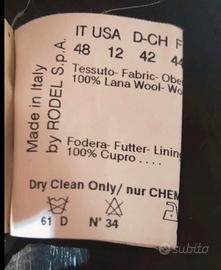 Made in Italy
by RODEL S.p.A.
IT USA D-CH F
48 12 42 44
Tessuto- Fabric- Obe
100% Lana Wool- Wo
Fodera- Futter- Lining
100% Cupro ....
Dry Clean Only/ nur CHEM
61 D N° 34
subito